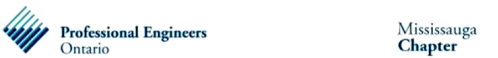 Professional Engineers
Ontario
Mississauga
Chapter